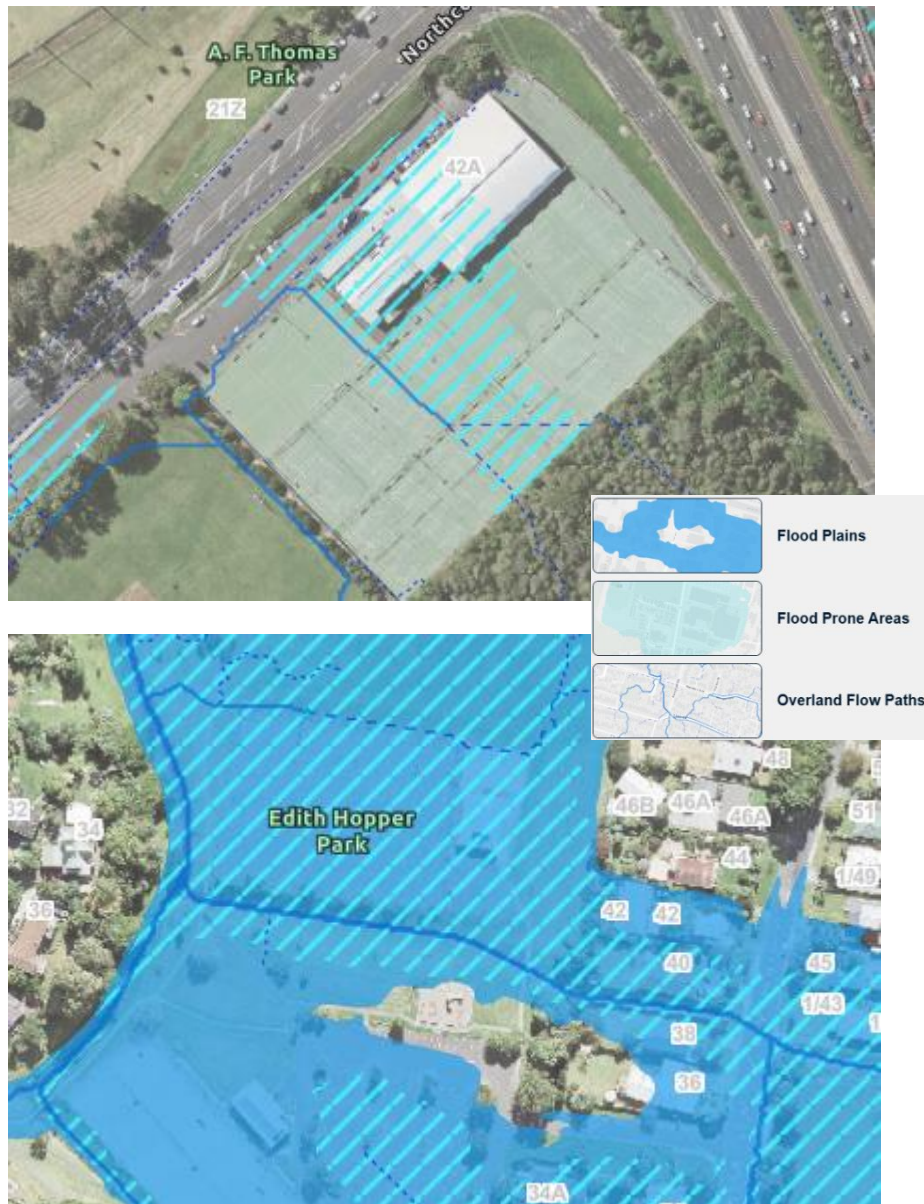 A. F. Thomas
Park
21Z
42A
Flood Plains
Flood Prone Areas
Overland Flow Paths
Edith Hopper
Park
32
34
36
48
46B
46A
46A
44
51
1/49
42
42
40
45
1/43
38
36
34A